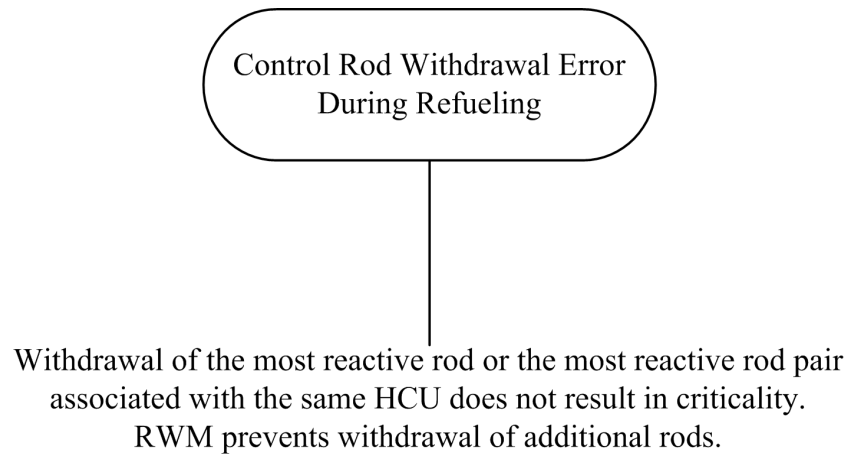 Control Rod Withdrawal Error
During Refueling
Withdrawal of the most reactive rod or the most reactive rod pair
associated with the same HCU does not result in criticality.
RWM prevents withdrawal of additional rods.